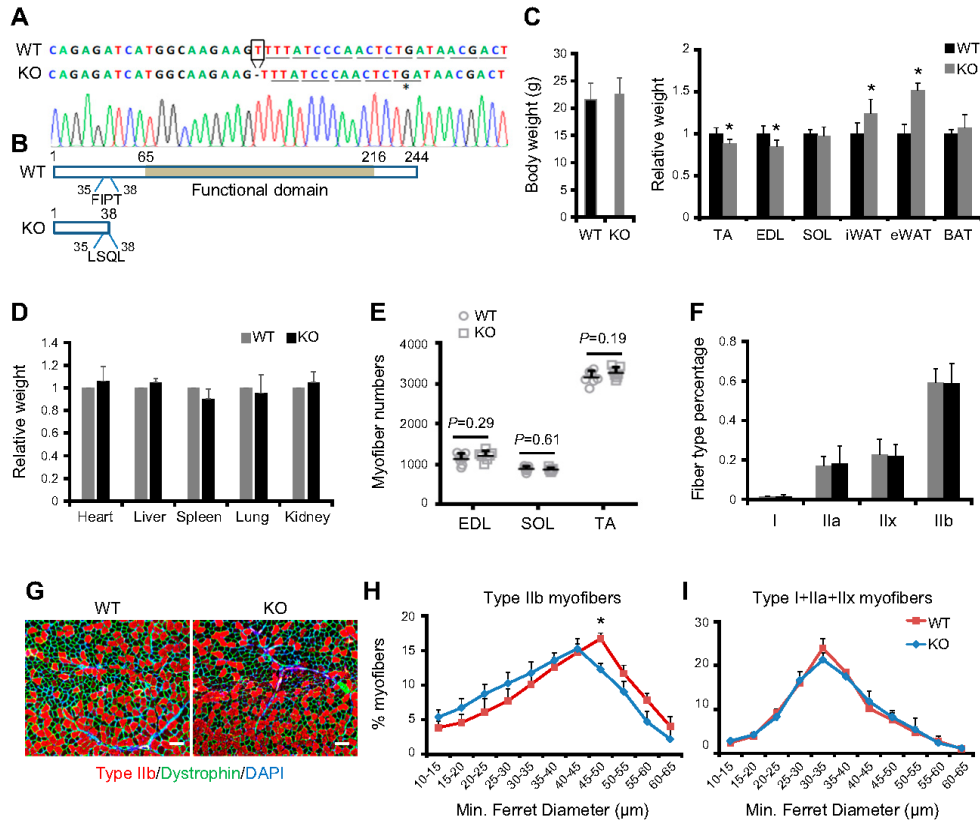 A
WT CAGAGATCATGGCAAGAAGTTTTATCCCAACTCTGATAACGACT
KO CAGAGATCATGGCAAGAAG-TTTATCCCAACTCTGATAACGACT
*
B
1 65 216 244
WT
35 38
FIPT
Functional domain
1 38
KO
35 38
LSQL
C
Body weight (g)
35
30
25
20
15
10
5
0
WT KO
Relative weight
2
1.5
1
0.5
0
WT
KO
* * * *
TA EDL SOL iWAT eWAT BAT
D
WT KO
Relative weight
1.4
1.2
1
0.8
0.6
0.4
0.2
0
Heart Liver Spleen Lung Kidney
E
WT
KO
Myofiber numbers
4000
3000
2000
1000
0
P=0.29
P=0.61
P=0.19
EDL SOL TA
F
Fiber type percentage
0.8
0.6
0.4
0.2
0
I IIa IIx IIb
G
WT KO
Type IIb/Dystrophin/DAPI
H
Type IIb myofibers
% myofibers
20
15
10
5
0
*
10-15 15-20 20-25 25-30 30-35 35-40 40-45 45-50 50-55 55-60 60-65
Min. Ferret Diameter (µm)
I
Type I+IIa+IIx myofibers
WT
KO
30
20
10
0
10-15 15-20 20-25 25-30 30-35 35-40 40-45 45-50 50-55 55-60 60-65
Min. Ferret Diameter (µm)